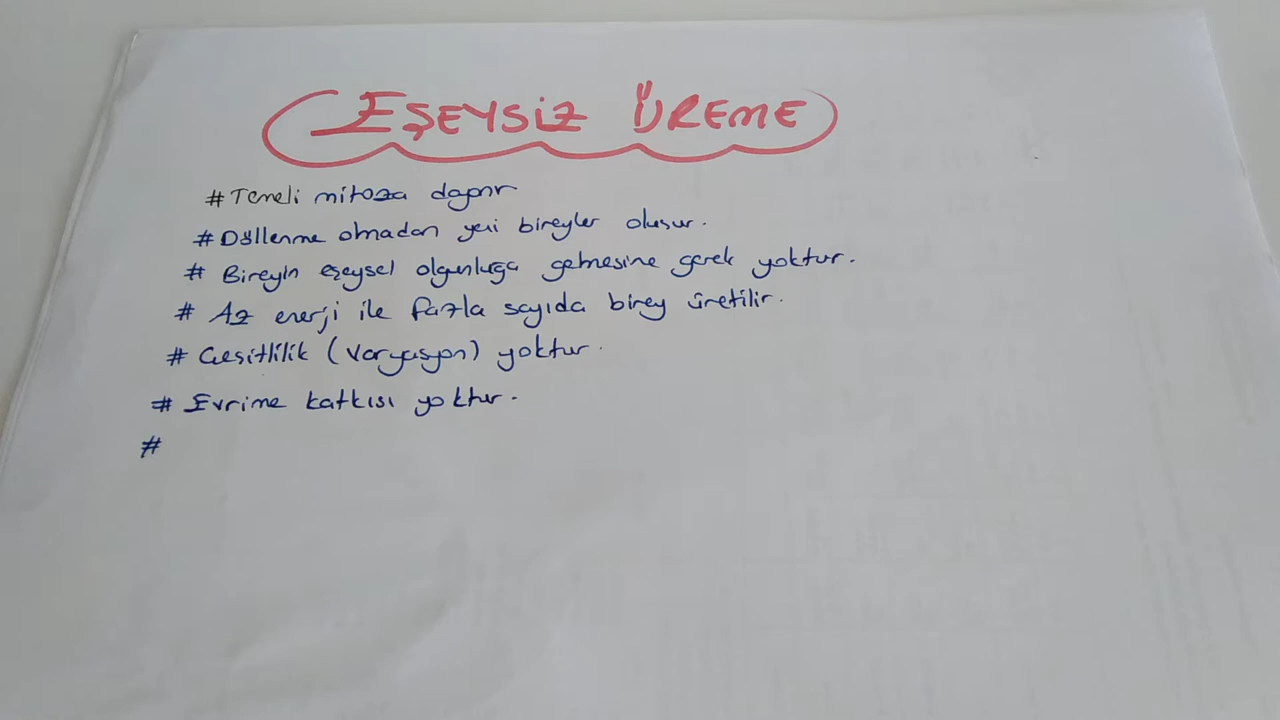 EŞEYSİZ ÜREME
# Temeli mitoza dayanır
# Döllenme olmadan yeni bireyler oluşur.
# Bireyin eşeysel olgunluğa gelmesine gerek yoktur.
# Az enerji ile fazla sayıda birey üretilir.
# Çeşitlilik (varyasyon) yoktur.
# Evrime katkısı yoktur.
#